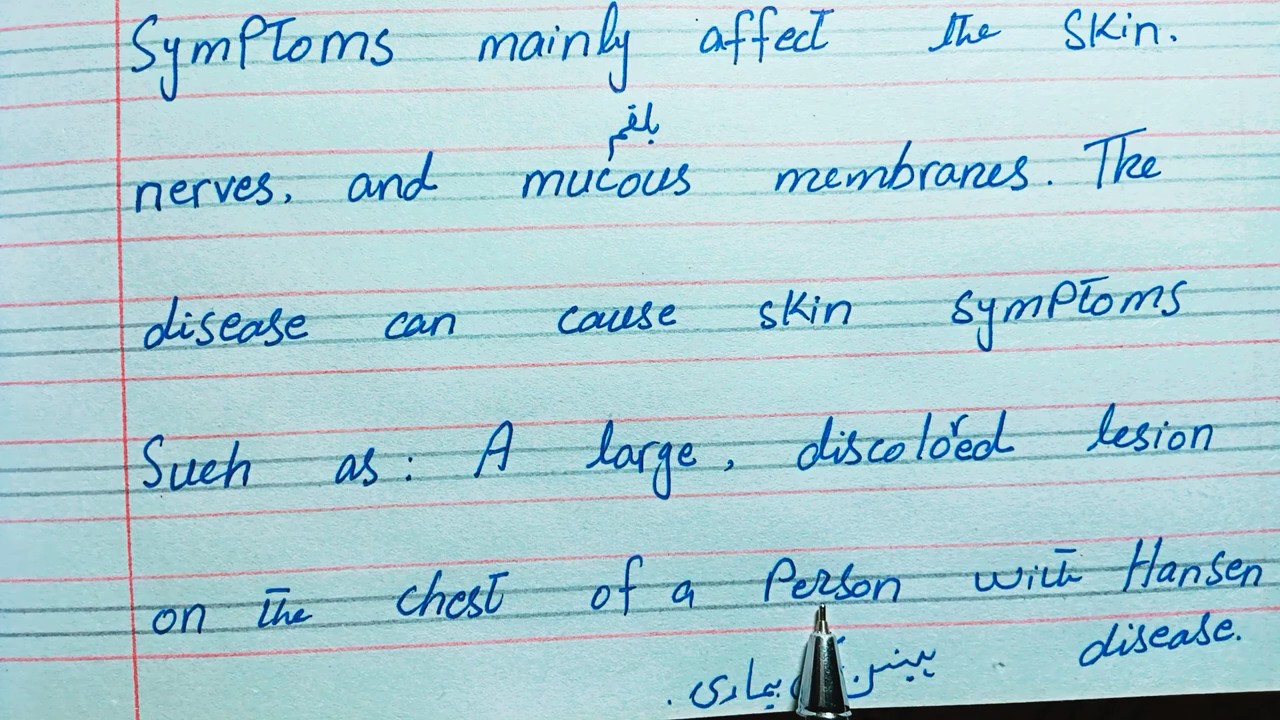 Symptoms mainly affect the skin.
بلغم
nerves, and mucous membranes. The
disease can cause skin symptoms
Such as: A large, discolored lesion
on the chest of a Person with Hansen
disease.
بیماری